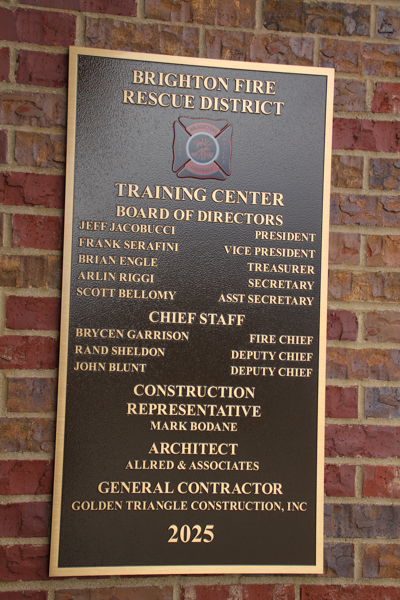 BRIGHTON FIRE
RESCUE DISTRICT
TRAINING CENTER
BOARD OF DIRECTORS
JEFF JACOBUCCI PRESIDENT
FRANK SERAFINI VICE PRESIDENT
BRIAN ENGLE TREASURER
ARLIN RIGGI SECRETARY
SCOTT BELLOMY ASST SECRETARY
CHIEF STAFF
BRYCEN GARRISON FIRE CHIEF
RAND SHELDON DEPUTY CHIEF
JOHN BLUNT DEPUTY CHIEF
CONSTRUCTION
REPRESENTATIVE
MARK BODANE
ARCHITECT
ALLRED & ASSOCIATES
GENERAL CONTRACTOR
GOLDEN TRIANGLE CONSTRUCTION, INC
2025